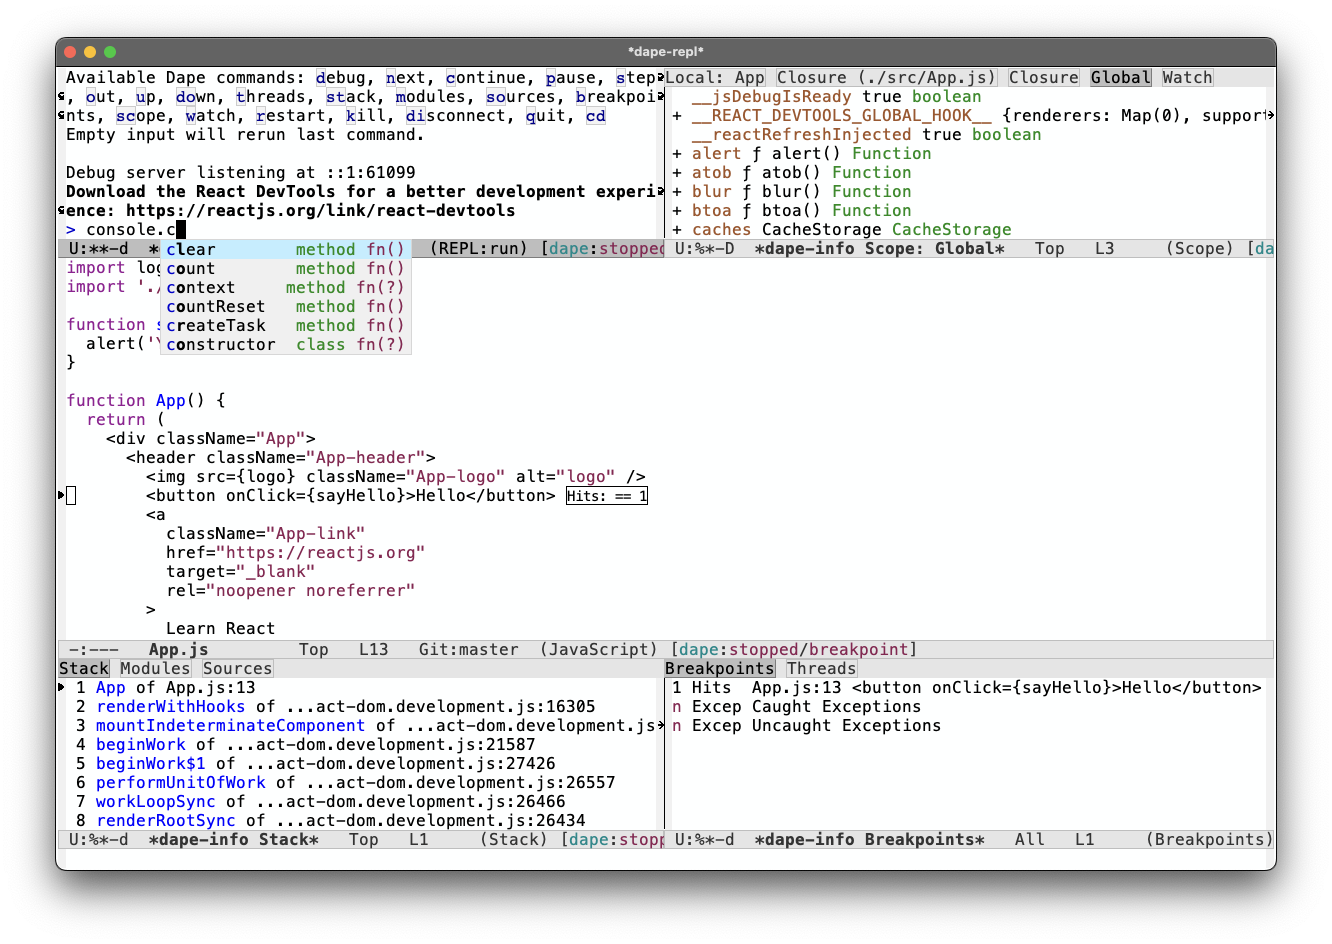 *dape-repl*
Available Dape commands: debug, next, continue, pause, step
, out, up, down, threads, stack, modules, sources, breakpoi
nts, scope, watch, restart, kill, disconnect, quit, cd
Empty input will rerun last command.
Debug server listening at ::1:61099
Download the React DevTools for a better development experi
ence: https://reactjs.org/link/react-devtools
> console.c
clear method fn()
count method fn()
context method fn(?)
countReset method fn()
createTask method fn()
constructor class fn(?)
U:**-d * (REPL:run) [dape:stopped
Local: App Closure (./src/App.js) Closure Global Watch
__jsDebugIsReady true boolean
+ __REACT_DEVTOOLS_GLOBAL_HOOK__ {renderers: Map(0), support
__reactRefreshInjected true boolean
+ alert ƒ alert() Function
+ atob ƒ atob() Function
+ blur ƒ blur() Function
+ btoa ƒ btoa() Function
+ caches CacheStorage CacheStorage
U:%*-D *dape-info Scope: Global* Top L3 (Scope) [da
import log
import './
function s
alert('Y
}
function App() {
return (
<div className="App">
<header className="App-header">
<img src={logo} className="App-logo" alt="logo" />
<button onClick={sayHello}>Hello</button> Hits: == 1
<a
className="App-link"
href="https://reactjs.org"
target="_blank"
rel="noopener noreferrer"
>
Learn React
-:--- App.js Top L13 Git:master (JavaScript) [dape:stopped/breakpoint]
Stack Modules Sources
1 App of App.js:13
2 renderWithHooks of ...act-dom.development.js:16305
3 mountIndeterminateComponent of ...act-dom.development.js
4 beginWork of ...act-dom.development.js:21587
5 beginWork$1 of ...act-dom.development.js:27426
6 performUnitOfWork of ...act-dom.development.js:26557
7 workLoopSync of ...act-dom.development.js:26466
8 renderRootSync of ...act-dom.development.js:26434
U:%*-d *dape-info Stack* Top L1 (Stack) [dape:stopp
Breakpoints Threads
1 Hits App.js:13 <button onClick={sayHello}>Hello</button>
n Excep Caught Exceptions
n Excep Uncaught Exceptions
U:%*-d *dape-info Breakpoints* All L1 (Breakpoints)